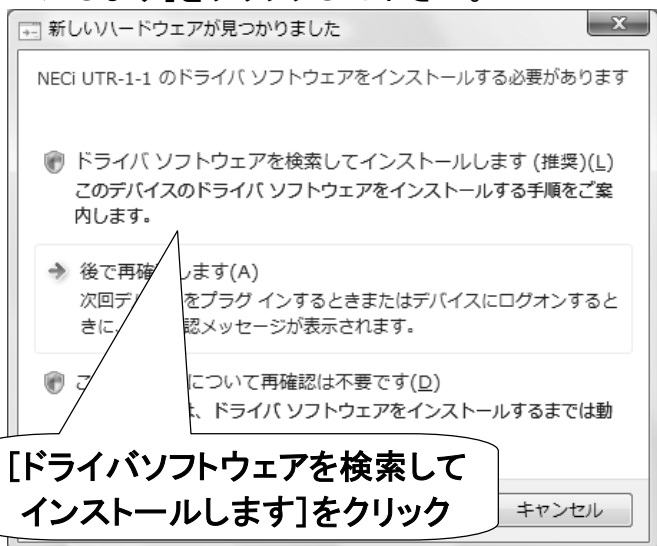 新しいハードウェアが見つかりました
NECi UTR-1-1 のドライバ ソフトウェアをインストールする必要があります
ドライバ ソフトウェアを検索してインストールします (推奨)(L)
このデバイスのドライバ ソフトウェアをインストールする手順をご案
内します。
後で再確 します(A)
次回デ をプラグ インするときまたはデバイスにログオンすると
きに、 認メッセージが表示されます。
こ について再確認は不要です(D)
、ドライバ ソフトウェアをインストールするまでは動
[ドライバソフトウェアを検索して
インストールします]をクリック
キャンセル